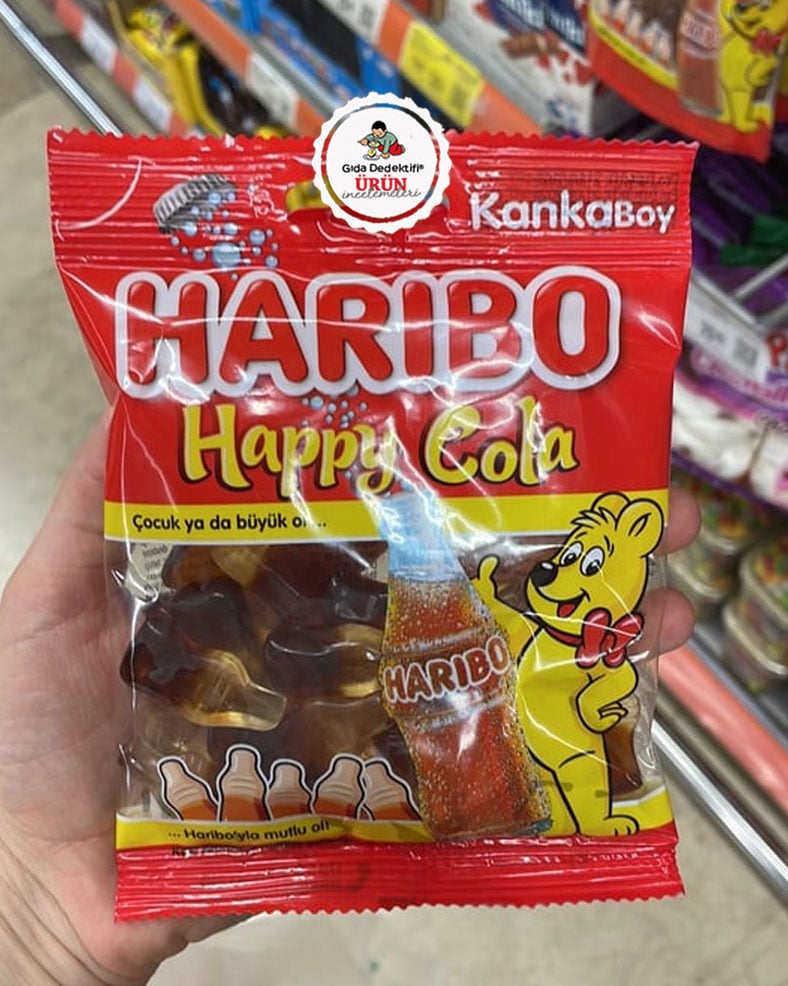 Gıda Dedektifi®
ÜRÜN
incelemeleri
KankaBoy
HARIBO
Happy Cola
Çocuk ya da büyük ol...
HARIBO
... Haribo'yla mutlu ol!